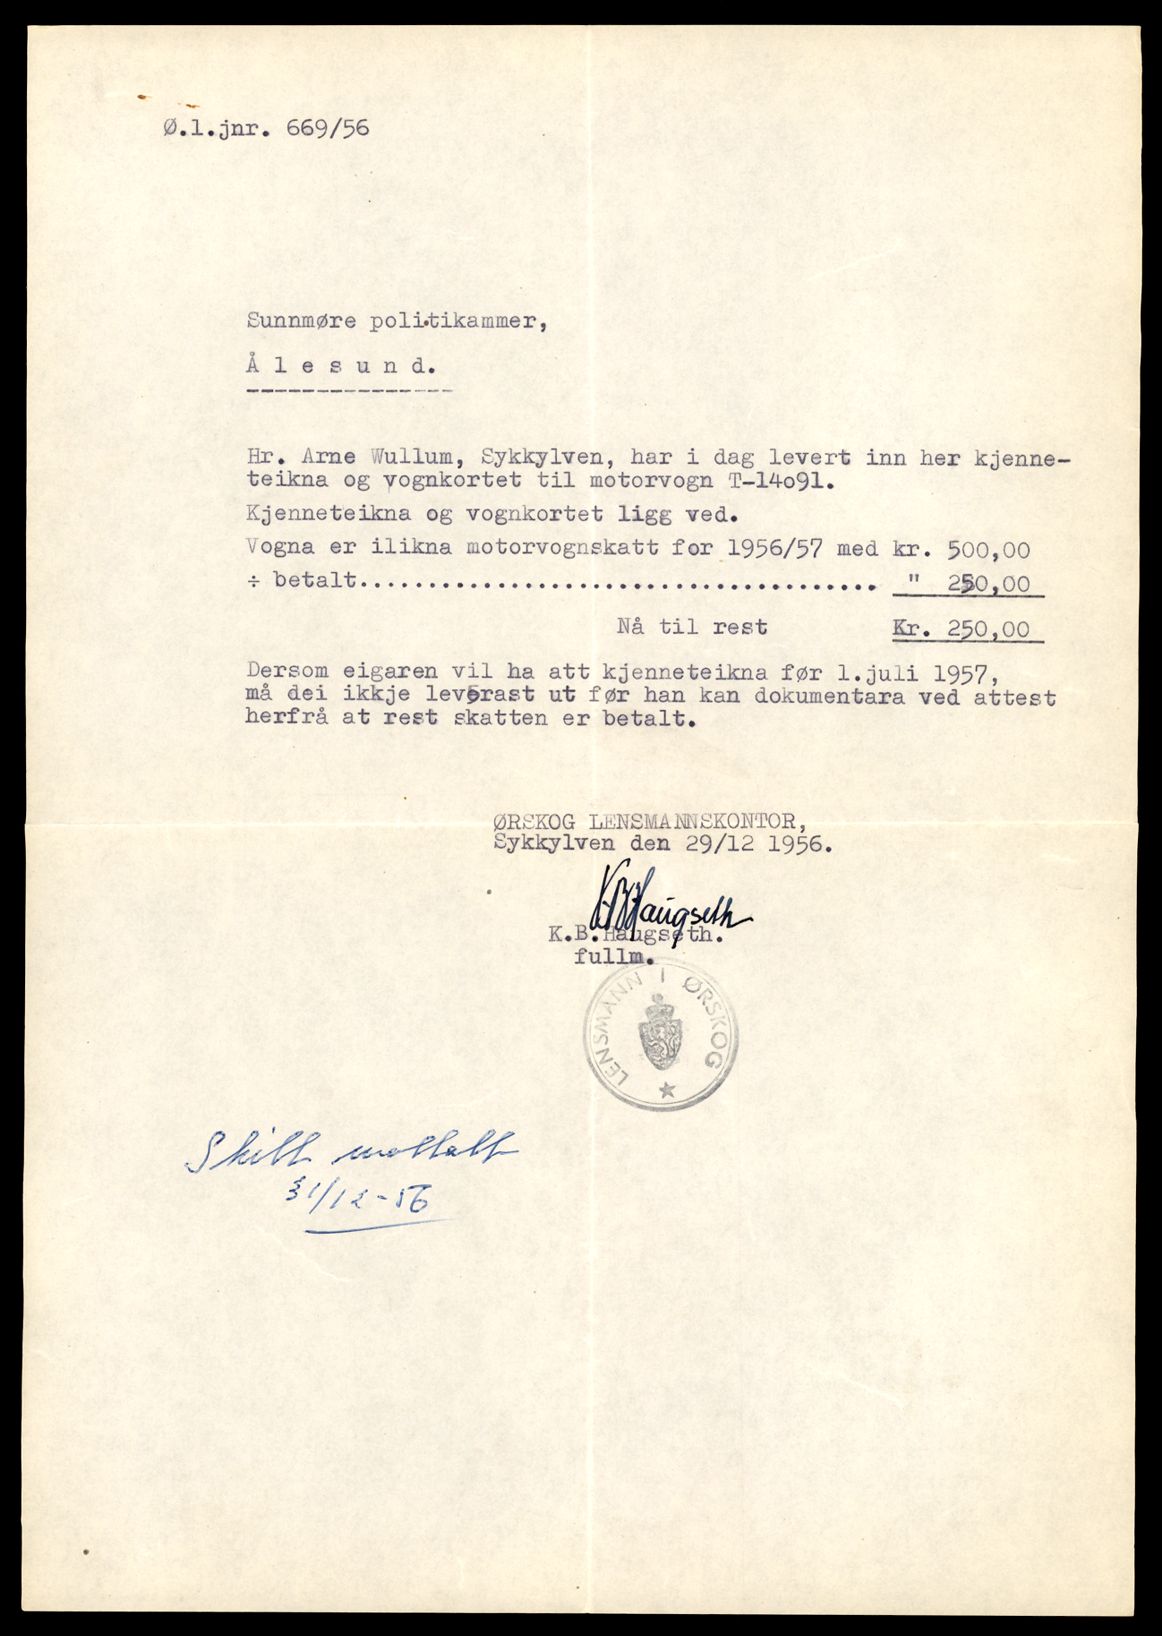 Ø.l.jnr. 669/56
Sunnmøre politikammer,
Å l e s u n d.
Hr. Arne Wullum, Sykkylven, har i dag levert inn her kjenne-
teikna og vognkortet til motorvogn T-14o91.
Kjenneteikna og vognkortet ligg ved.
Vogna er ilikna motorvognskatt for 1956/57 med kr. 500,00
÷ betalt...................................... " 250,00
Nå til rest Kr. 250,00
Dersom eigaren vil ha att kjenneteikna før 1.juli 1957,
må dei ikkje leverast ut før han kan dokumentara ved attest
herfrå at rest skatten er betalt.
ØRSKOG LENSMANNSKONTOR,
Sykkylven den 29/12 1956.
KBHaugseth
K.B.Haugseth.
fullm.
LENSMANN I ØRSKOG
Skilt mottatt
31/12-56